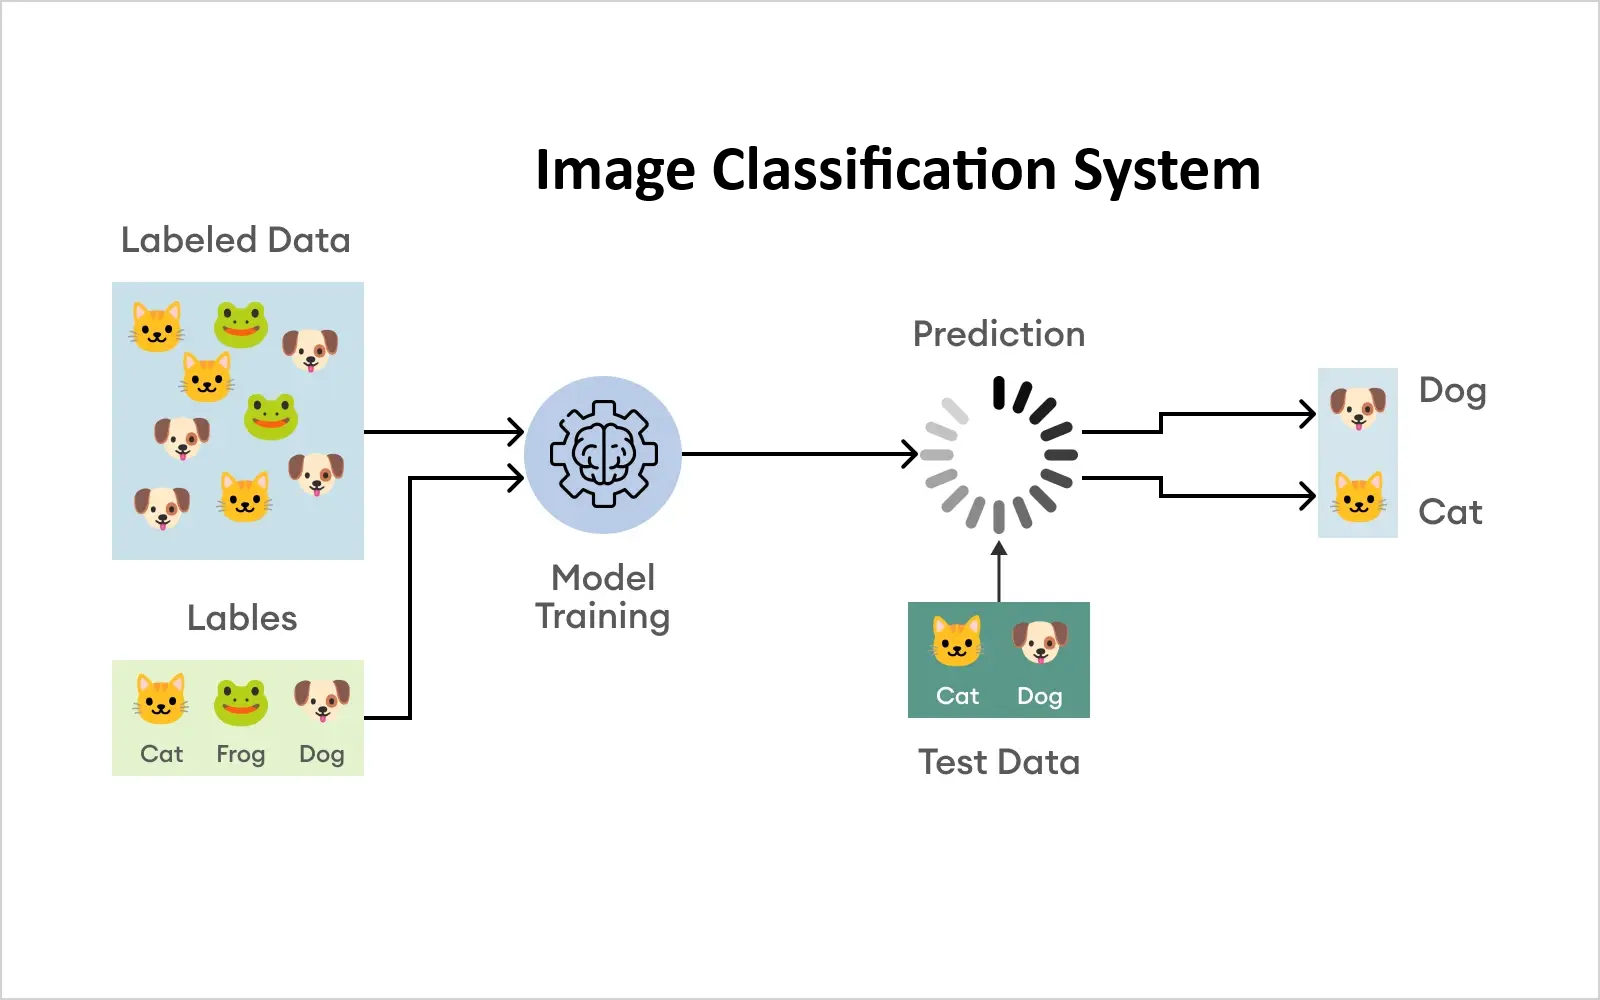 Image Classification System
Labeled Data
Lables
Cat Frog Dog
Model
Training
Prediction
Cat Dog
Test Data
Dog
Cat